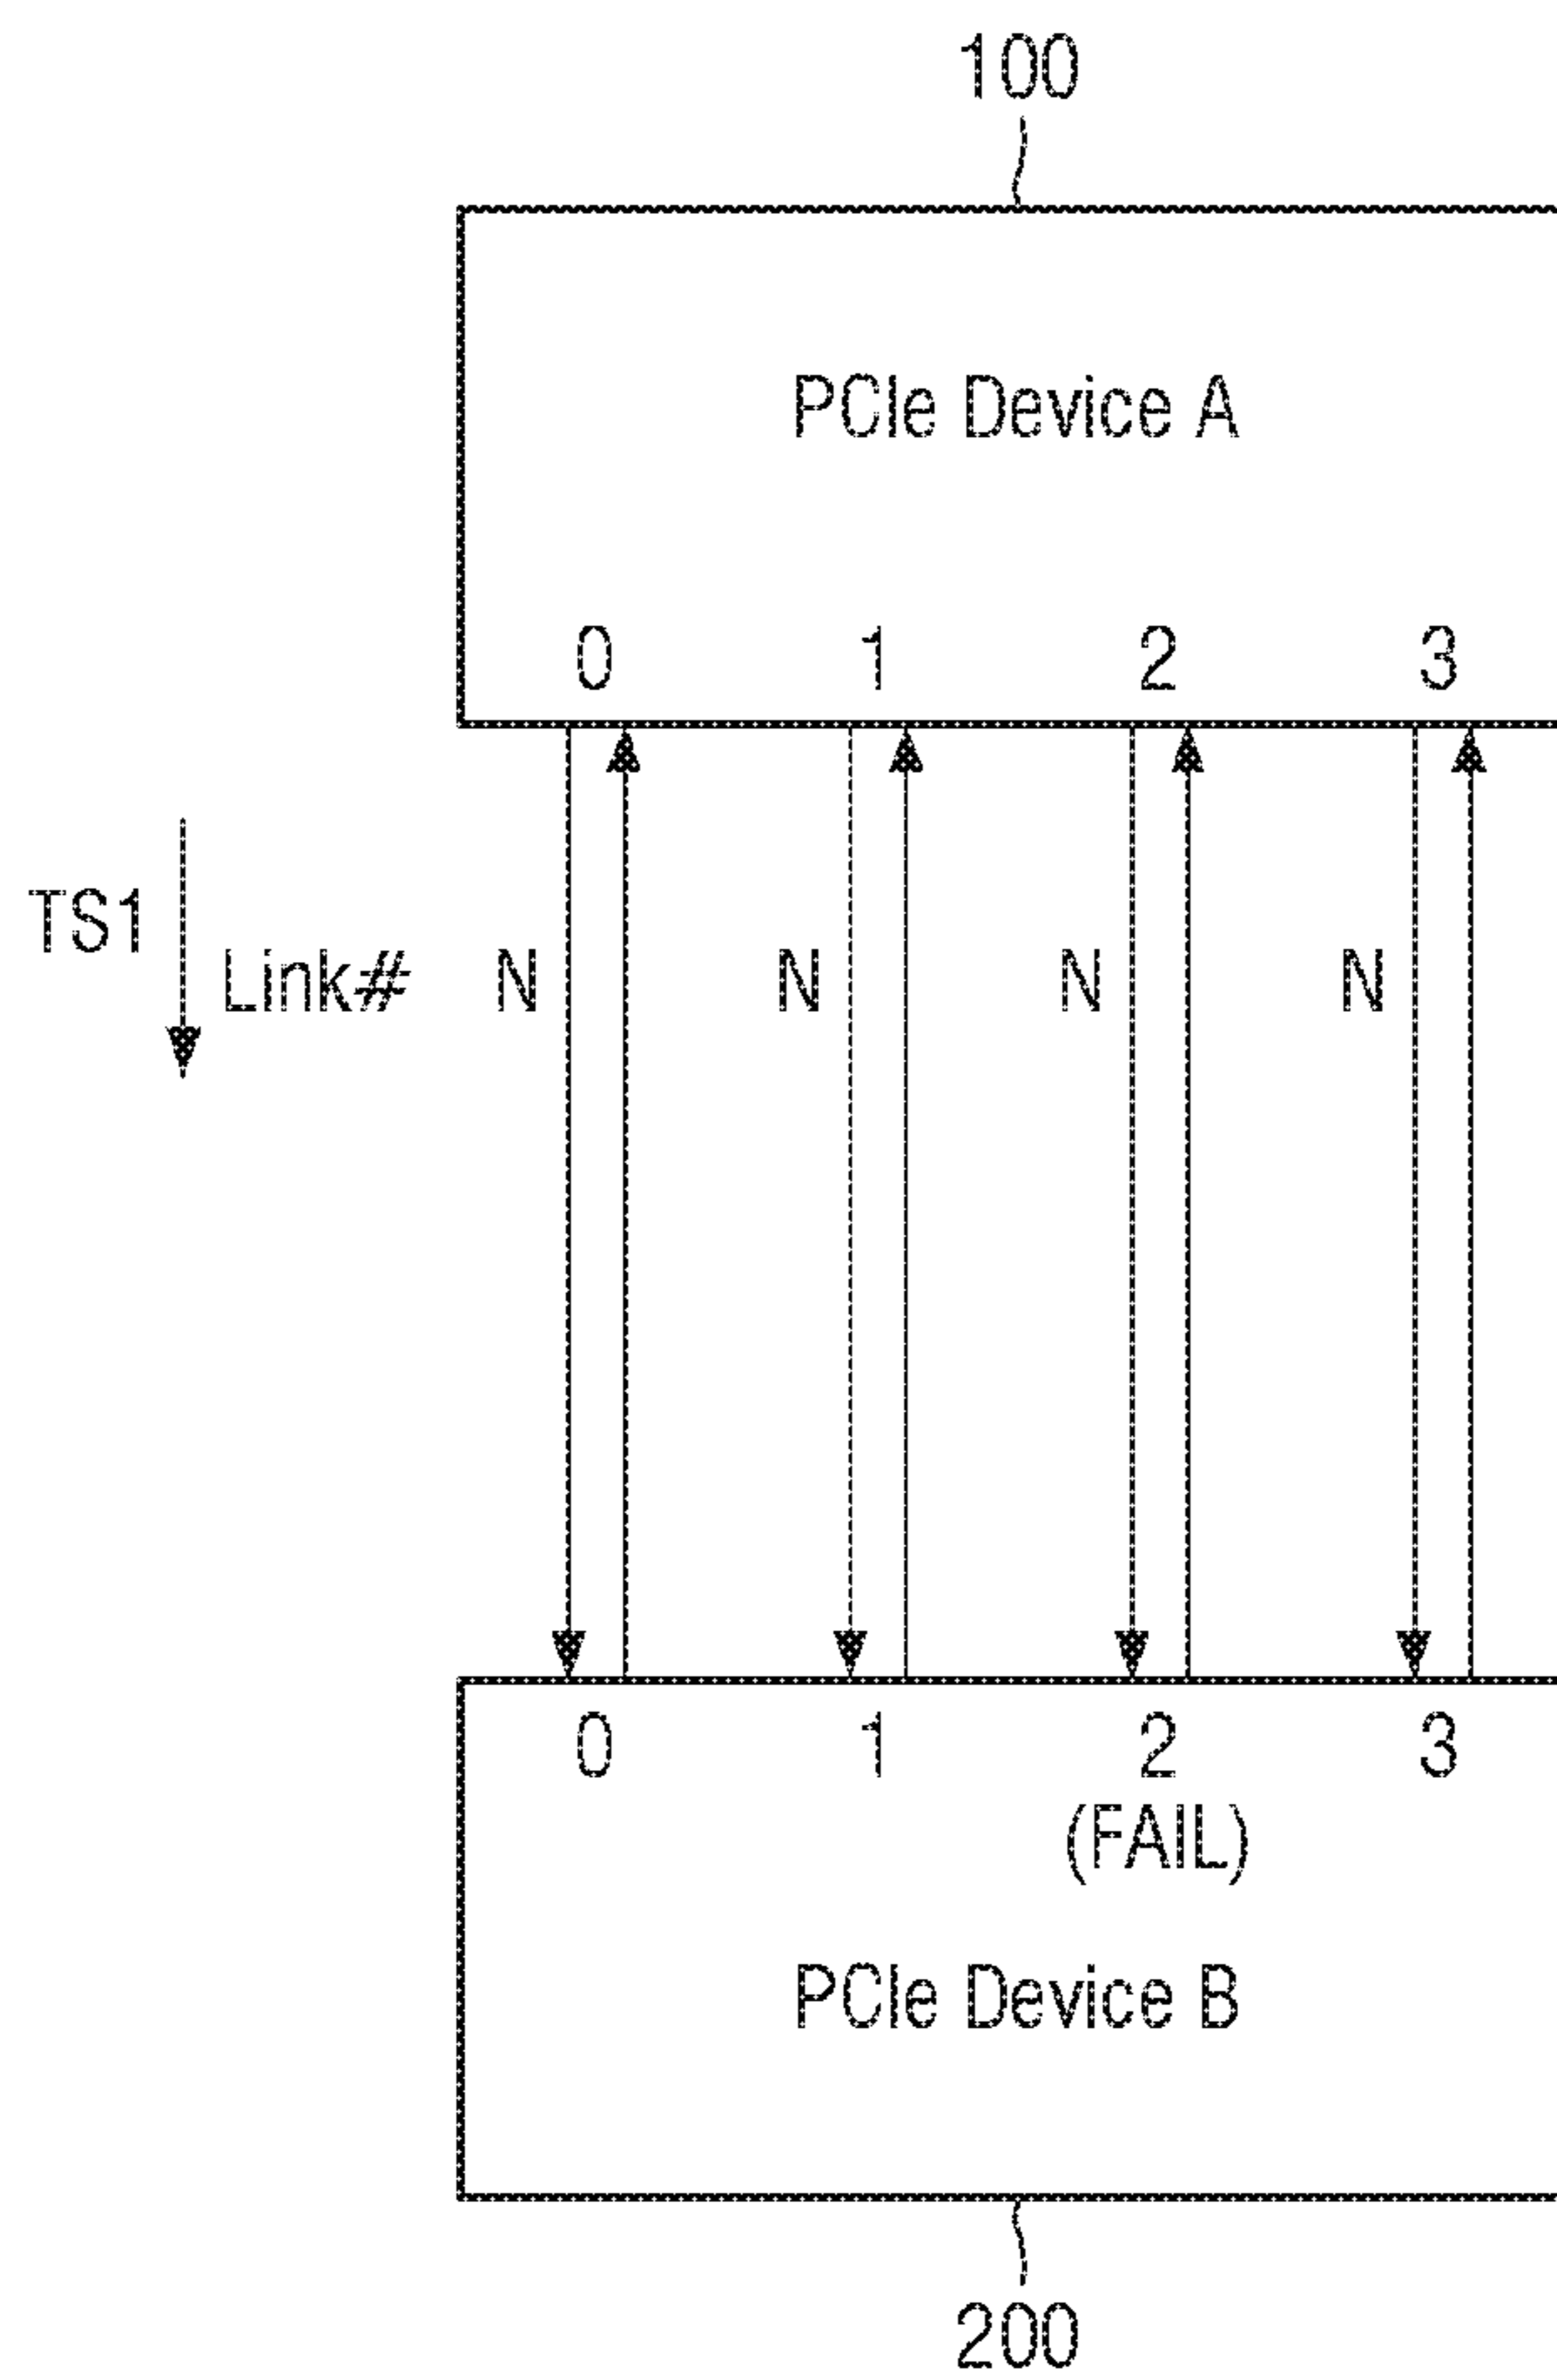 100
PCIe Device A
0 1 2 3
TS1
Link# N N N N
0 1 2 3
(FAIL)
PCIe Device B
200